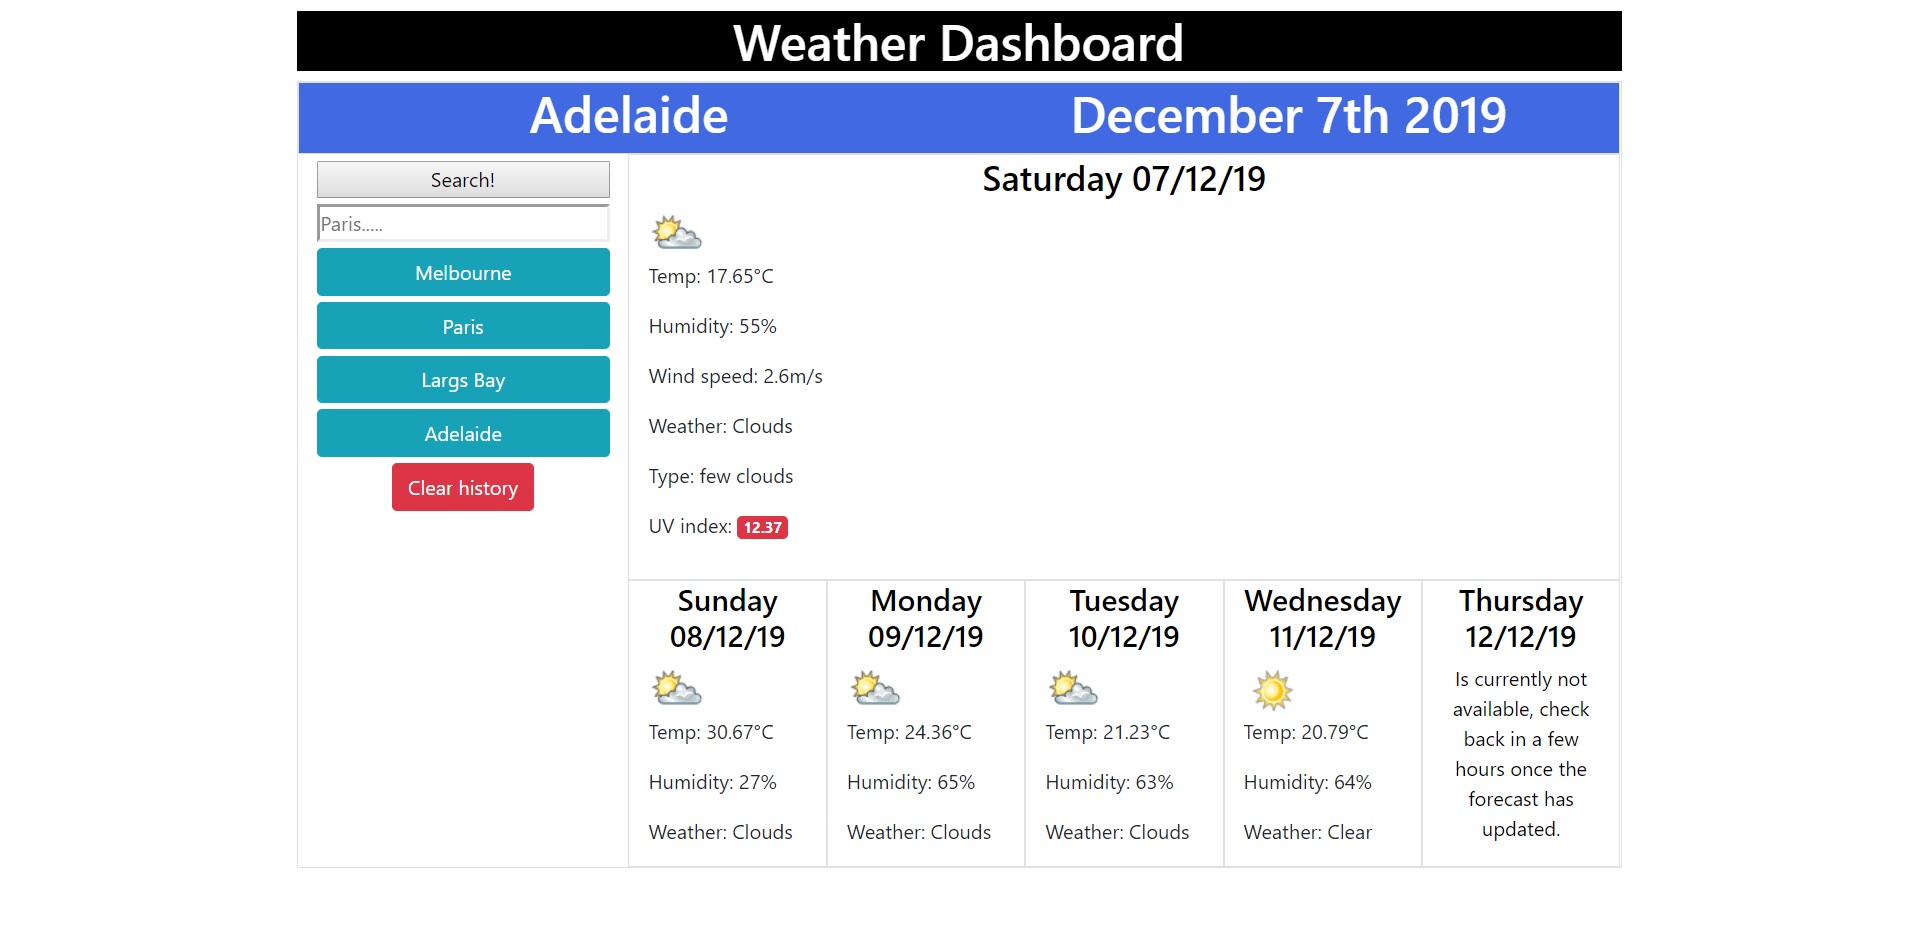 Weather Dashboard
Adelaide
December 7th 2019
Search!
Paris.....
Melbourne
Paris
Largs Bay
Adelaide
Clear history
Saturday 07/12/19
Temp: 17.65°C
Humidity: 55%
Wind speed: 2.6m/s
Weather: Clouds
Type: few clouds
UV index: 12.37
Sunday
08/12/19
Temp: 30.67°C
Humidity: 27%
Weather: Clouds
Monday
09/12/19
Temp: 24.36°C
Humidity: 65%
Weather: Clouds
Tuesday
10/12/19
Temp: 21.23°C
Humidity: 63%
Weather: Clouds
Wednesday
11/12/19
Temp: 20.79°C
Humidity: 64%
Weather: Clear
Thursday
12/12/19
Is currently not
available, check
back in a few
hours once the
forecast has
updated.